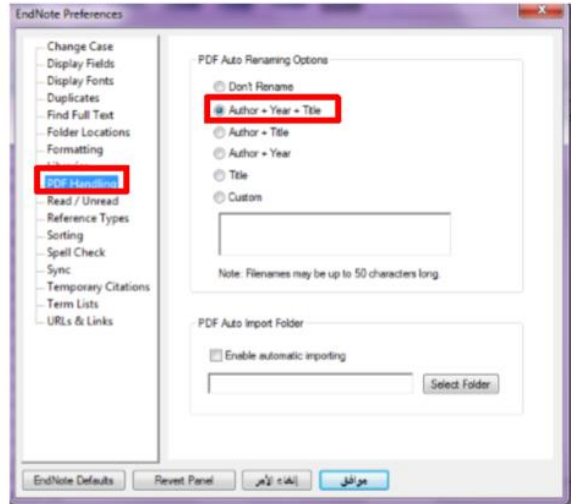 EndNote Preferences
Change Case
Display Fields
Display Fonts
Duplicates
Find Full Text
Folder Locations
Formatting
PDF Handling
Read / Unread
Reference Types
Sorting
Spell Check
Sync
Temporary Citations
Term Lists
URLs & Links
PDF Auto Renaming Options
Don't Rename
Author + Year + Title
Author + Title
Author + Year
Title
Custom
Note: Filenames may be up to 50 characters long.
PDF Auto Import Folder
Enable automatic importing
Select Folder
EndNote Defaults
Revert Panel
إلغاء الأمر
موافق